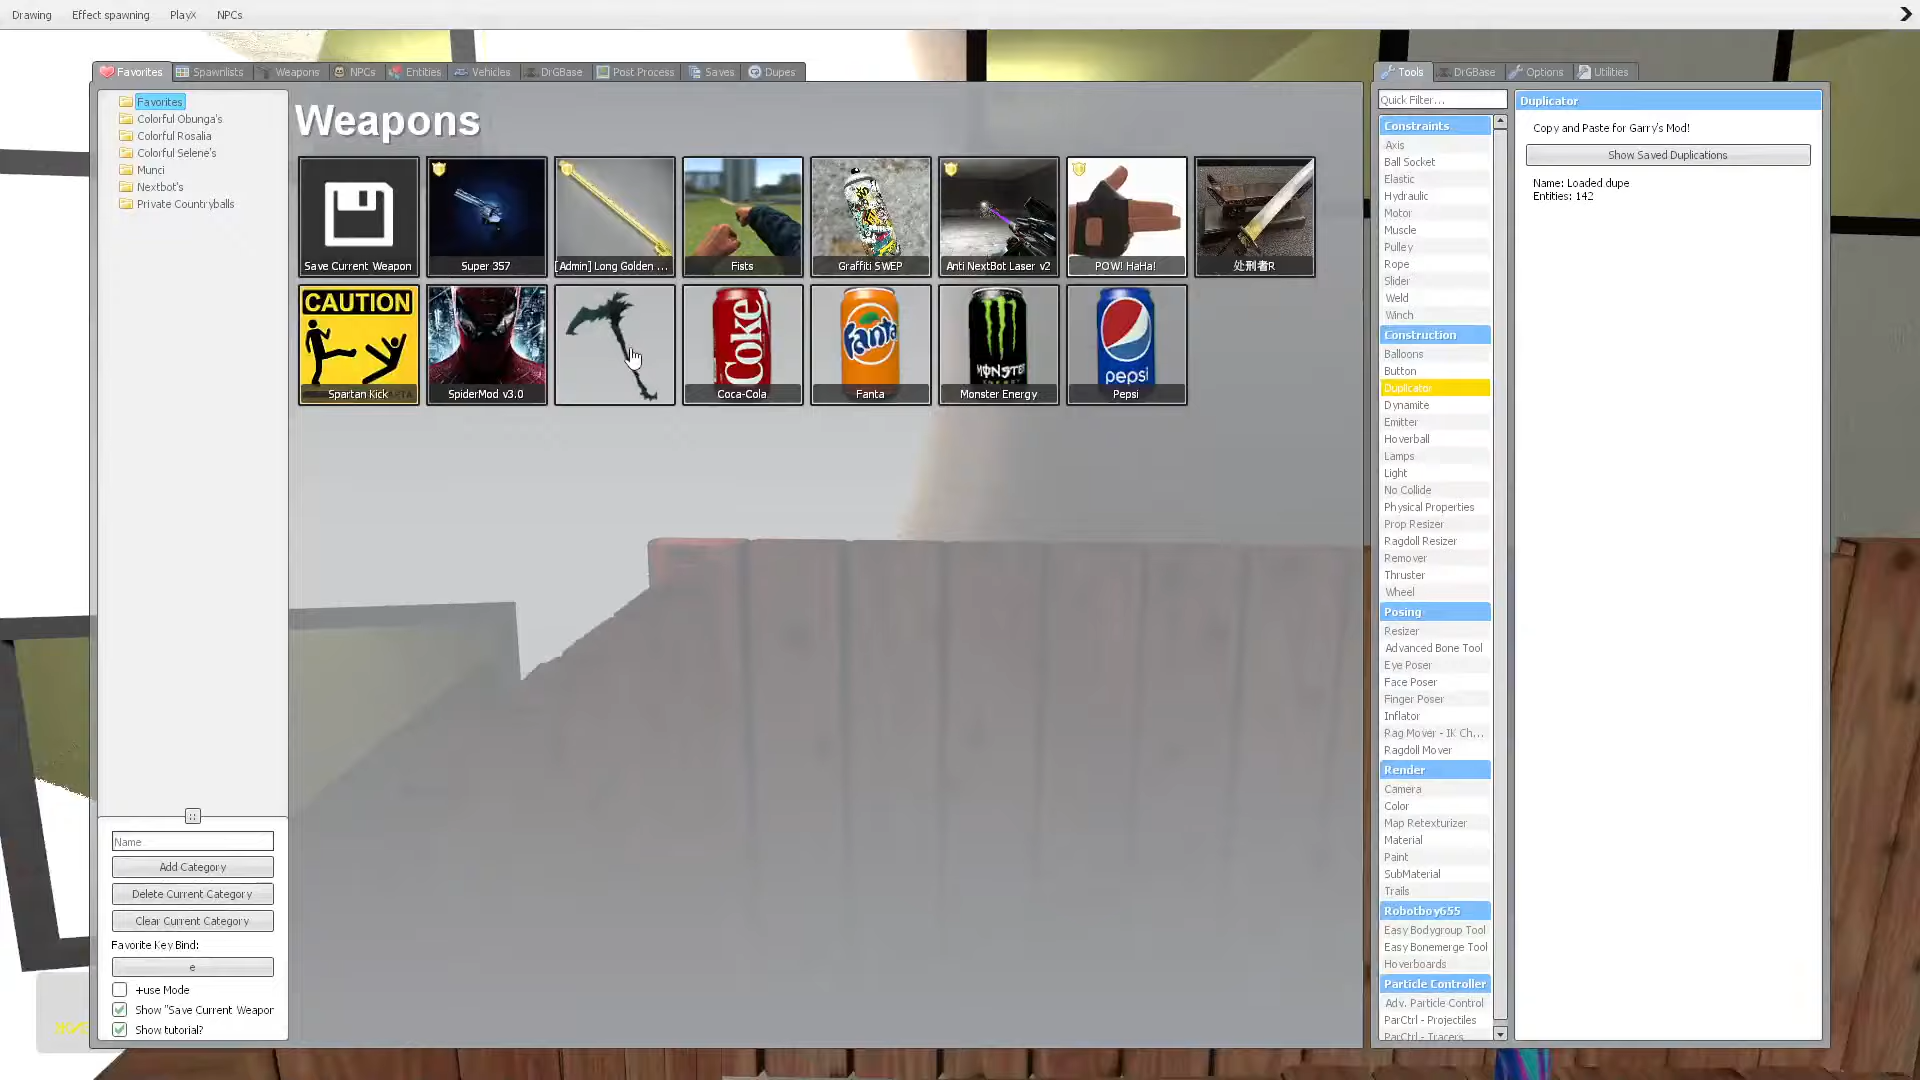 Drawing
Effect spawning
PlayX
NPCs
Favorites
Spawnlists
Weapons
NPCs
Entities
Vehicles
DrGBase
Post Process
Saves
Dupes
Favorites
Colorful Obunga's
Colorful Rosalia
Colorful Selene's
Munci
Nextbot's
Private Countryballs
Name
Add Category
Delete Current Category
Clear Current Category
Favorite Key Bind:
e
+use Mode
Show "Save Current Weapor
Show tutorial?
Weapons
Save Current Weapon
Super 357
[Admin] Long Golden ...
Fists
Graffiti SWEP
Anti NextBot Laser v2
POW! HaHa!
处刑者R
CAUTION
Spartan Kick
SpiderMod v3.0
Coke
Coca-Cola
Fanta
Fanta
MONSTER
Monster Energy
pepsi
Pepsi
Tools
DrGBase
Options
Utilities
Quick Filter...
Constraints
Axis
Ball Socket
Elastic
Hydraulic
Motor
Muscle
Pulley
Rope
Slider
Weld
Winch
Construction
Balloons
Button
Duplicator
Dynamite
Emitter
Hoverball
Lamps
Light
No Collide
Physical Properties
Prop Resizer
Ragdoll Resizer
Remover
Thruster
Wheel
Posing
Resizer
Advanced Bone Tool
Eye Poser
Face Poser
Finger Poser
Inflator
Rag Mover - IK Ch...
Ragdoll Mover
Render
Camera
Color
Map Retexturizer
Material
Paint
SubMaterial
Trails
Robotboy655
Easy Bodygroup Tool
Easy Bonemerge Tool
Hoverboards
Particle Controller
Adv. Particle Control
ParCtrl - Projectiles
ParCtrl - Tracers
Duplicator
Copy and Paste for Garry's Mod!
Show Saved Duplications
Name: Loaded dupe
Entities: 142